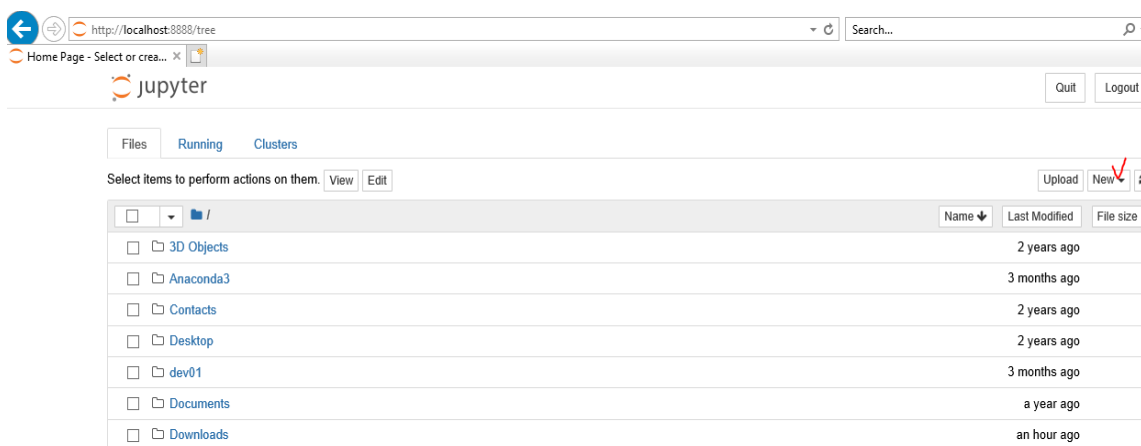 http://localhost:8888/tree Search...
Home Page - Select or crea...
jupyter Quit Logout
Files Running Clusters
Select items to perform actions on them. View Edit Upload New
/ Name Last Modified File size
3D Objects 2 years ago
Anaconda3 3 months ago
Contacts 2 years ago
Desktop 2 years ago
dev01 3 months ago
Documents a year ago
Downloads an hour ago